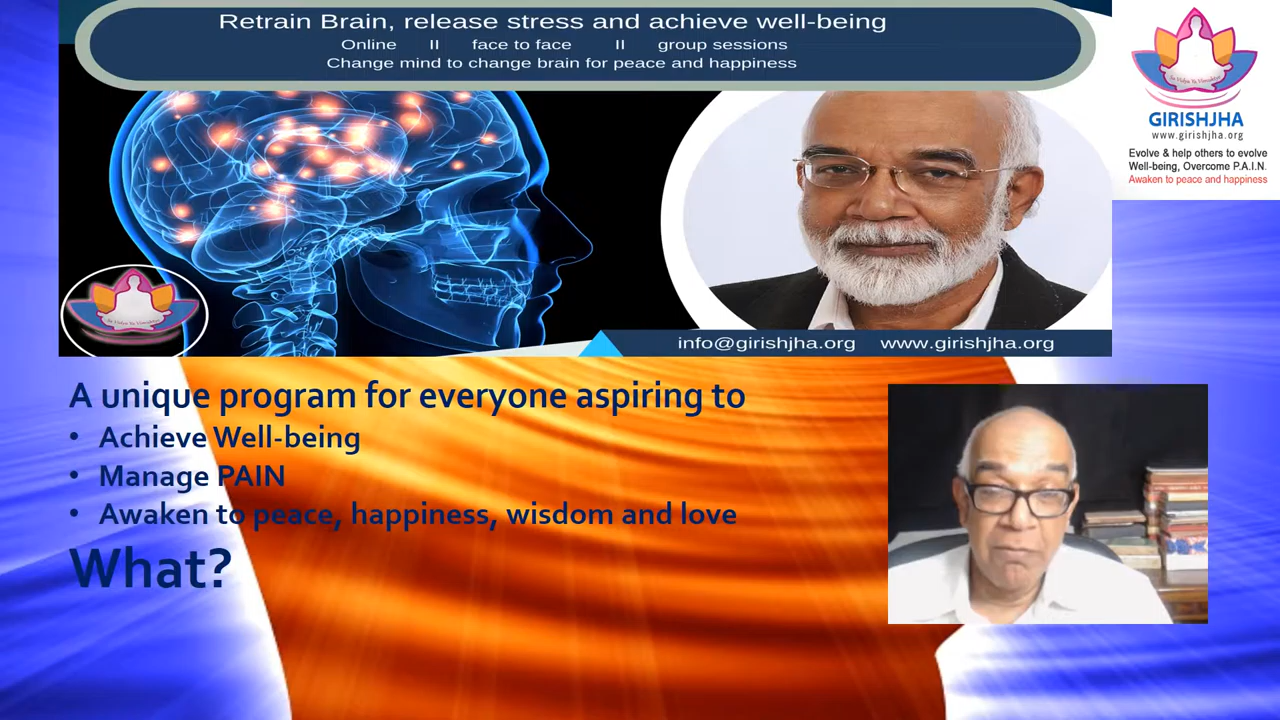 Retrain Brain, release stress and achieve well-being
Online II face to face II group sessions
Change mind to change brain for peace and happiness
GIRISHJHA
www.girishjha.org
Evolve & help others to evolve
Well-being, Overcome P.A.I.N.
Awaken to peace and happiness
info@girishjha.org www.girishjha.org
A unique program for everyone aspiring to
• Achieve Well-being
• Manage PAIN
• Awaken to peace, happiness, wisdom and love
What?